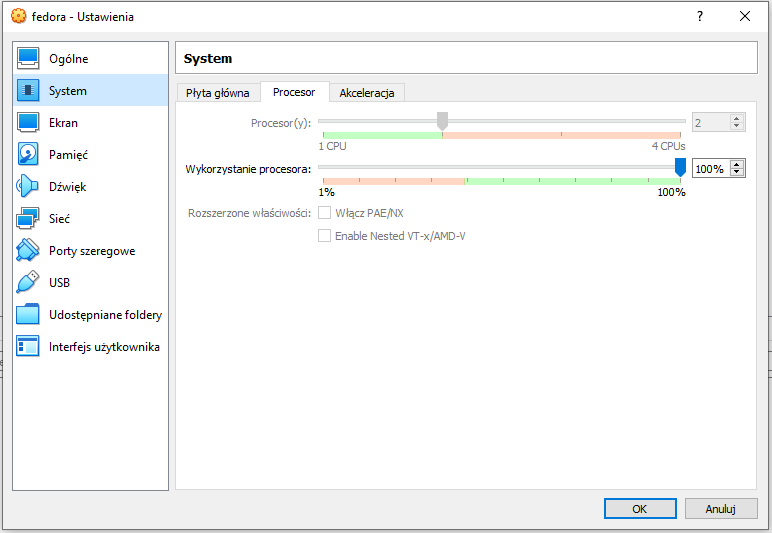 fedora - Ustawienia
?
Ogólne
System
Ekran
Pamięć
Dźwięk
Sieć
Porty szeregowe
USB
Udostępniane foldery
Interfejs użytkownika
System
Płyta główna
Procesor
Akceleracja
Procesor(y):
2
1 CPU
4 CPUs
Wykorzystanie procesora:
100%
1%
100%
Rozszerzone właściwości:
Włącz PAE/NX
Enable Nested VT-x/AMD-V
OK
Anuluj